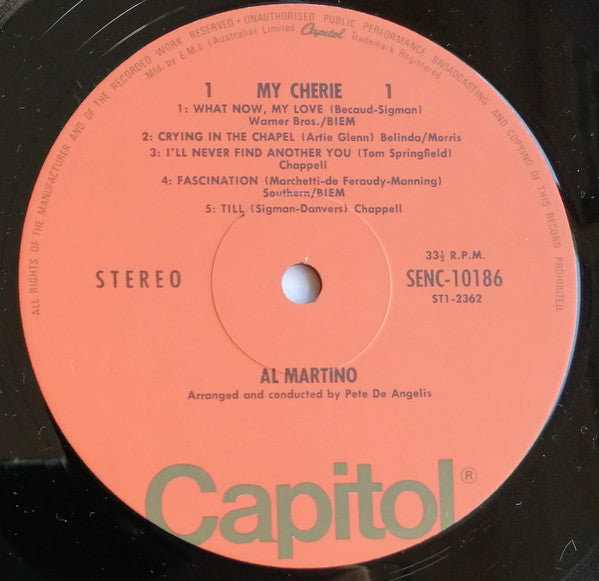 ALL RIGHTS OF THE MANUFACTURER AND OF THE RECORDED WORK RESERVED · UNAUTHORISED PUBLIC PERFORMANCE BROADCASTING AND COPYING OF THIS RECORD PROHIBITED.
Mfg. by E.M.I. (Australia) Limited Capitol Trademark Registered
1 MY CHERIE 1
1: WHAT NOW, MY LOVE (Becaud-Sigman)
Warner Bros./BIEM
2: CRYING IN THE CHAPEL (Artie Glenn) Belinda/Morris
3: I'LL NEVER FIND ANOTHER YOU (Tom Springfield)
Chappell
4: FASCINATION (Marchetti-de Feraudy-Manning)
Southern/BIEM
5: TILL (Sigman-Danvers) Chappell
33⅓ R.P.M.
STEREO SENC-10186
ST1-2362
AL MARTINO
Arranged and conducted by Pete De Angelis
Capitol®